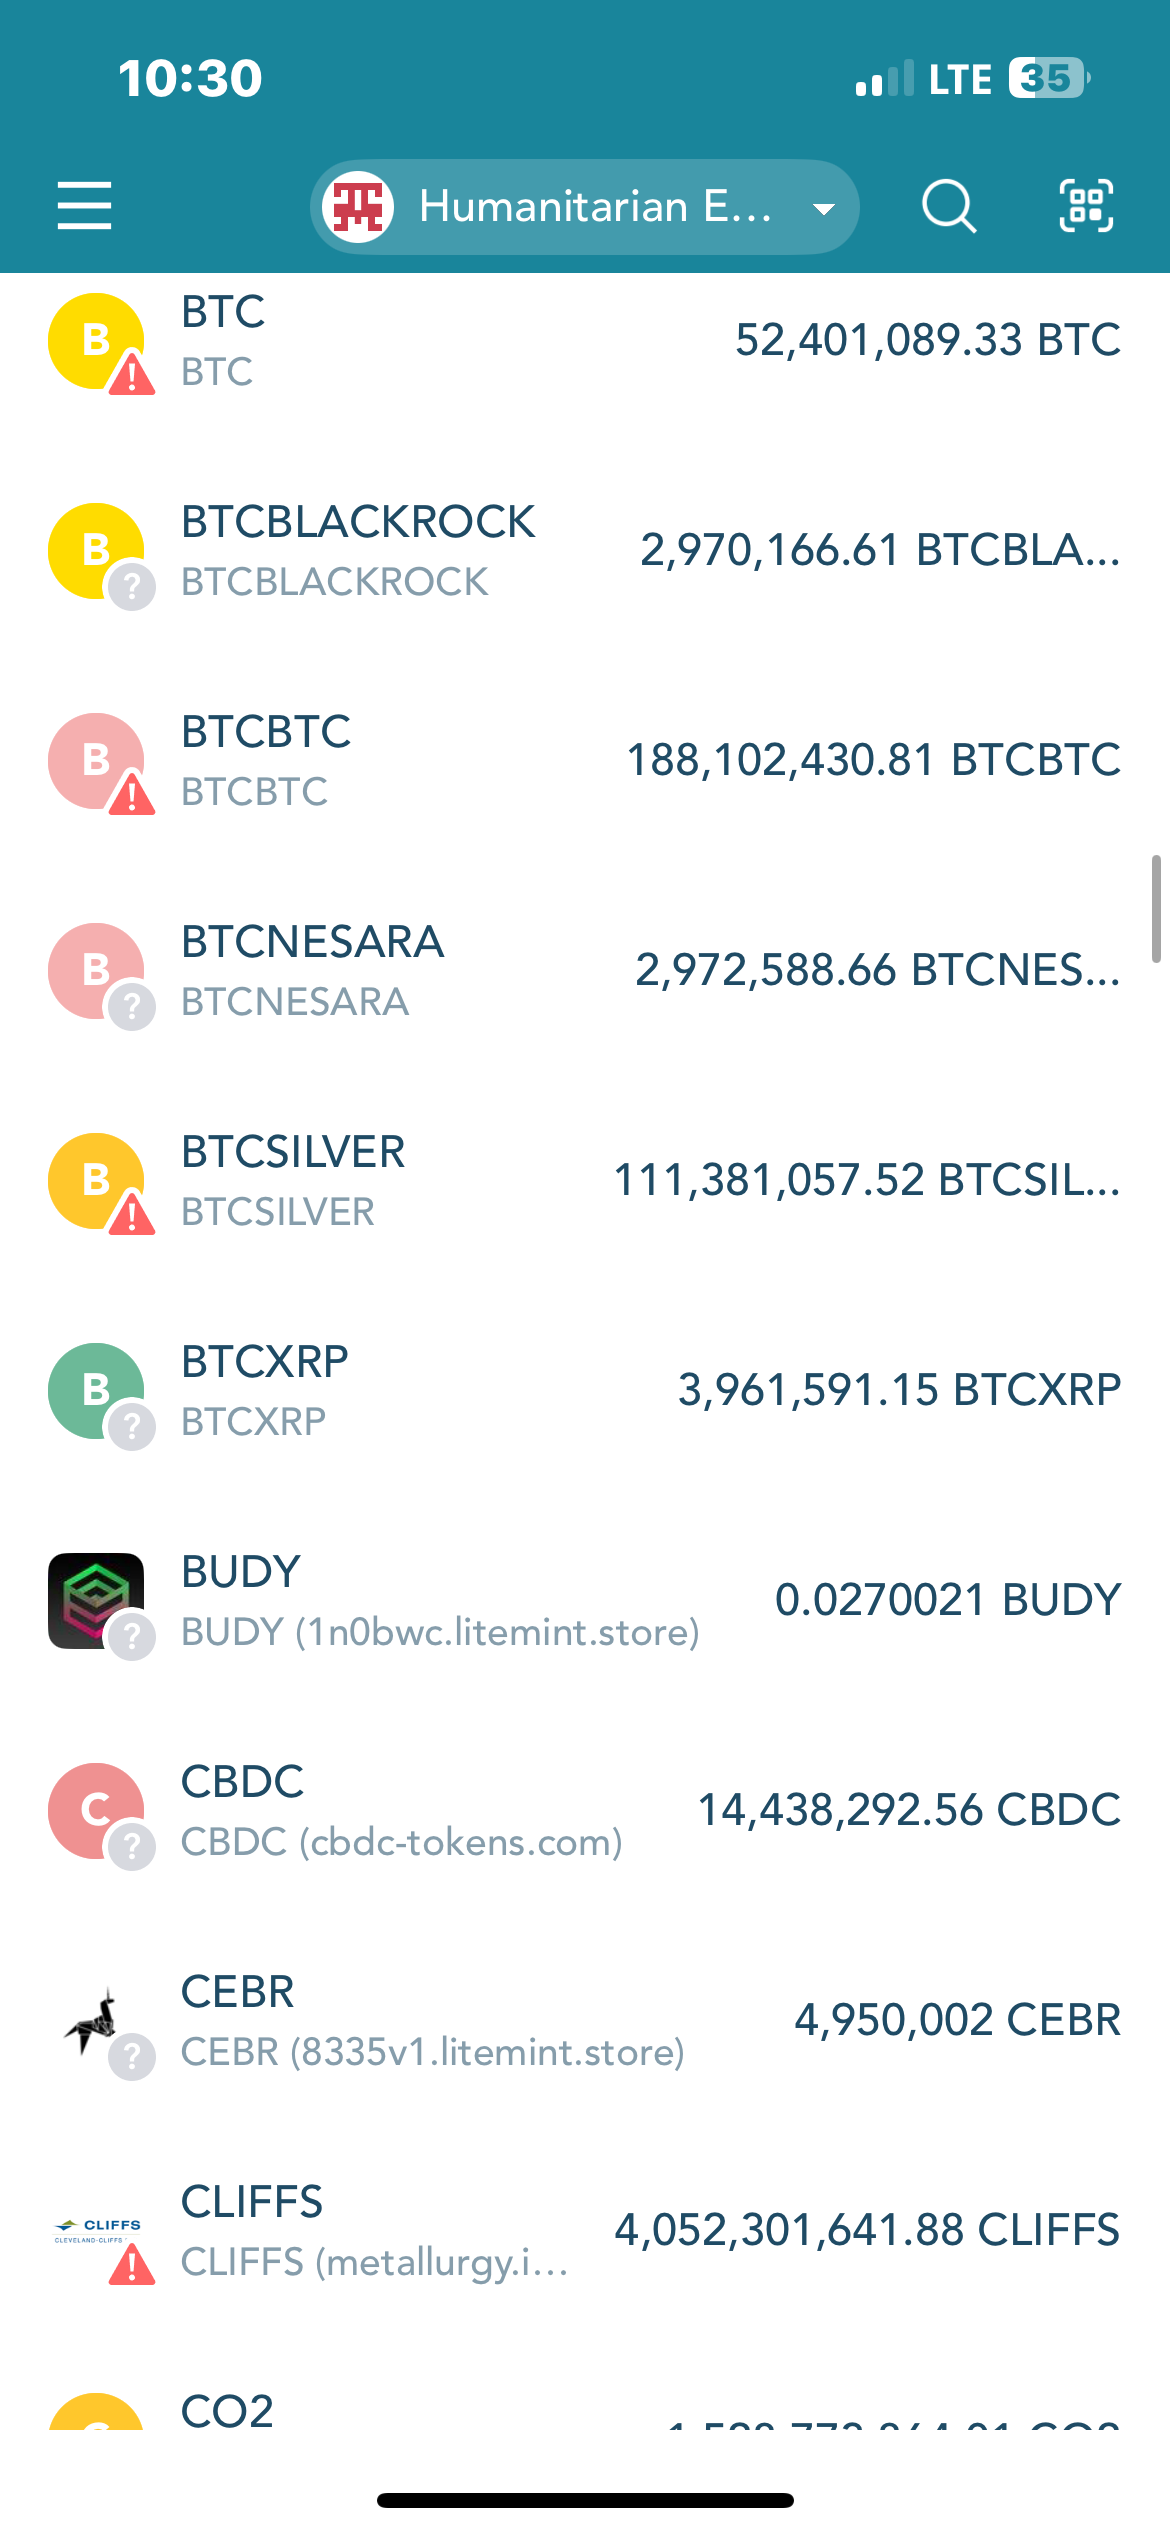 10:30
LTE 35
Humanitarian E...
B
BTC
BTC
52,401,089.33 BTC
B
BTCBLACKROCK
BTCBLACKROCK
2,970,166.61 BTCBLA...
?
B
BTCBTC
BTCBTC
188,102,430.81 BTCBTC
B
BTCNESARA
BTCNESARA
2,972,588.66 BTCNES...
?
B
BTCSILVER
BTCSILVER
111,381,057.52 BTCSIL...
B
BTCXRP
BTCXRP
3,961,591.15 BTCXRP
?
BUDY
BUDY (1n0bwc.litemint.store)
0.0270021 BUDY
?
C
CBDC
CBDC (cbdc-tokens.com)
14,438,292.56 CBDC
?
CEBR
CEBR (8335v1.litemint.store)
4,950,002 CEBR
?
CLIFFS
CLEVELAND-CLIFFS
CLIFFS
CLIFFS (metallurgy.i...
4,052,301,641.88 CLIFFS
CO2